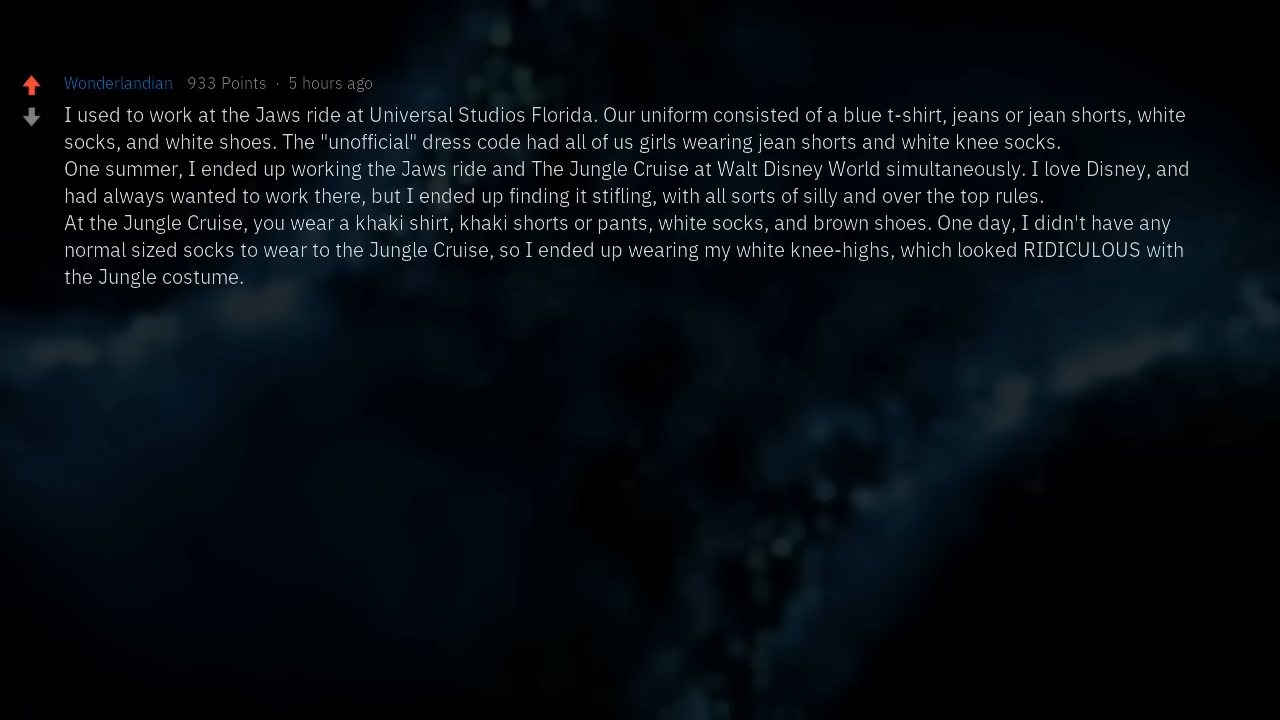 Wonderlandian 933 Points · 5 hours ago
I used to work at the Jaws ride at Universal Studios Florida. Our uniform consisted of a blue t-shirt, jeans or jean shorts, white
socks, and white shoes. The "unofficial" dress code had all of us girls wearing jean shorts and white knee socks.
One summer, I ended up working the Jaws ride and The Jungle Cruise at Walt Disney World simultaneously. I love Disney, and
had always wanted to work there, but I ended up finding it stifling, with all sorts of silly and over the top rules.
At the Jungle Cruise, you wear a khaki shirt, khaki shorts or pants, white socks, and brown shoes. One day, I didn't have any
normal sized socks to wear to the Jungle Cruise, so I ended up wearing my white knee-highs, which looked RIDICULOUS with
the Jungle costume.